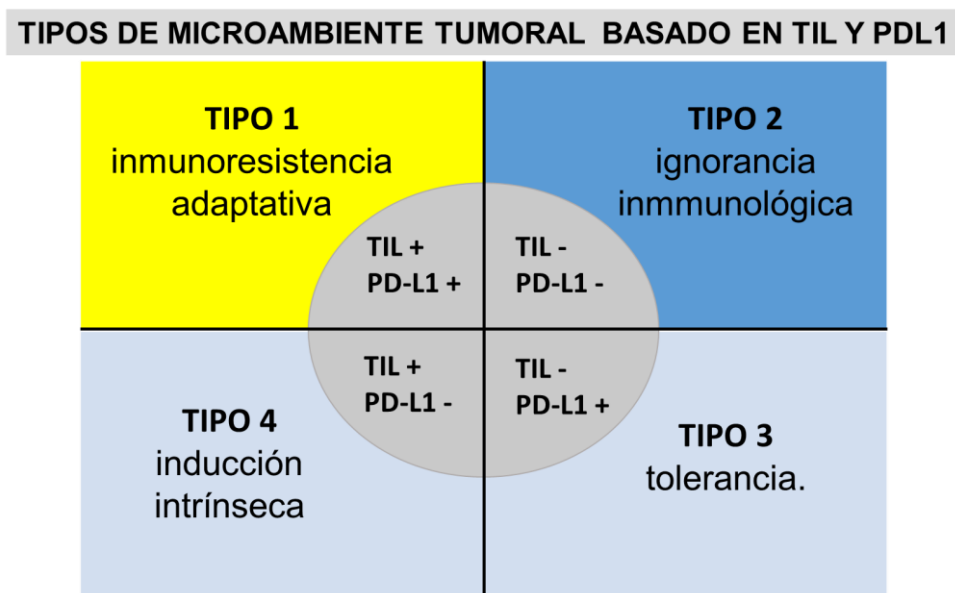 TIPOS DE MICROAMBIENTE TUMORAL BASADO EN TIL Y PDL1
TIPO 1
inmunoresistencia
adaptativa
TIPO 2
ignorancia
inmmunológica
TIL +
PD-L1 +
TIL -
PD-L1 -
TIL +
PD-L1 -
TIL -
PD-L1 +
TIPO 4
inducción
intrínseca
TIPO 3
tolerancia.